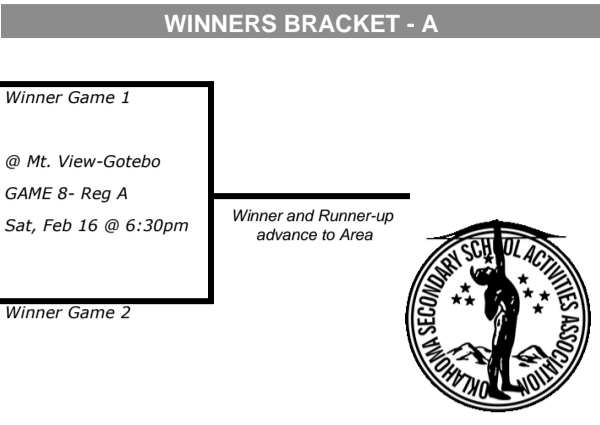 WINNERS BRACKET - A
Winner Game 1
@ Mt. View-Gotebo
GAME 8- Reg A
Sat, Feb 16 @ 6:30pm
Winner and Runner-up
advance to Area
Winner Game 2
OKLAHOMA SECONDARY SCHOOL ACTIVITIES ASSOCIATION